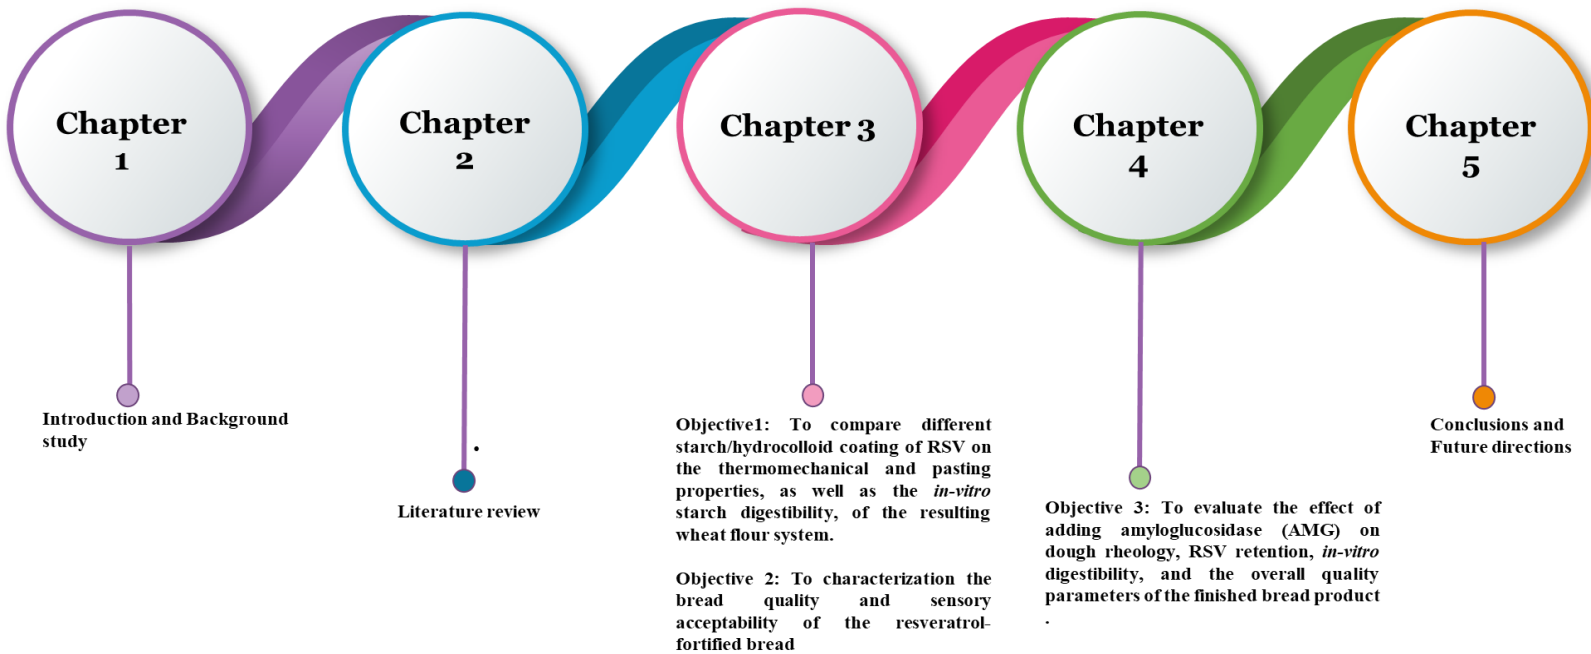 Chapter
1
Chapter
2
Chapter 3
Chapter
4
Chapter
5
Introduction and Background
study
.
Literature review
Objective1: To compare different
starch/hydrocolloid coating of RSV on
the thermomechanical and pasting
properties, as well as the in-vitro
starch digestibility, of the resulting
wheat flour system.
Objective 2: To characterization the
bread quality and sensory
acceptability of the resveratrol-
fortified bread
Objective 3: To evaluate the effect of
adding amyloglucosidase (AMG) on
dough rheology, RSV retention, in-vitro
digestibility, and the overall quality
parameters of the finished bread product
.
Conclusions and
Future directions